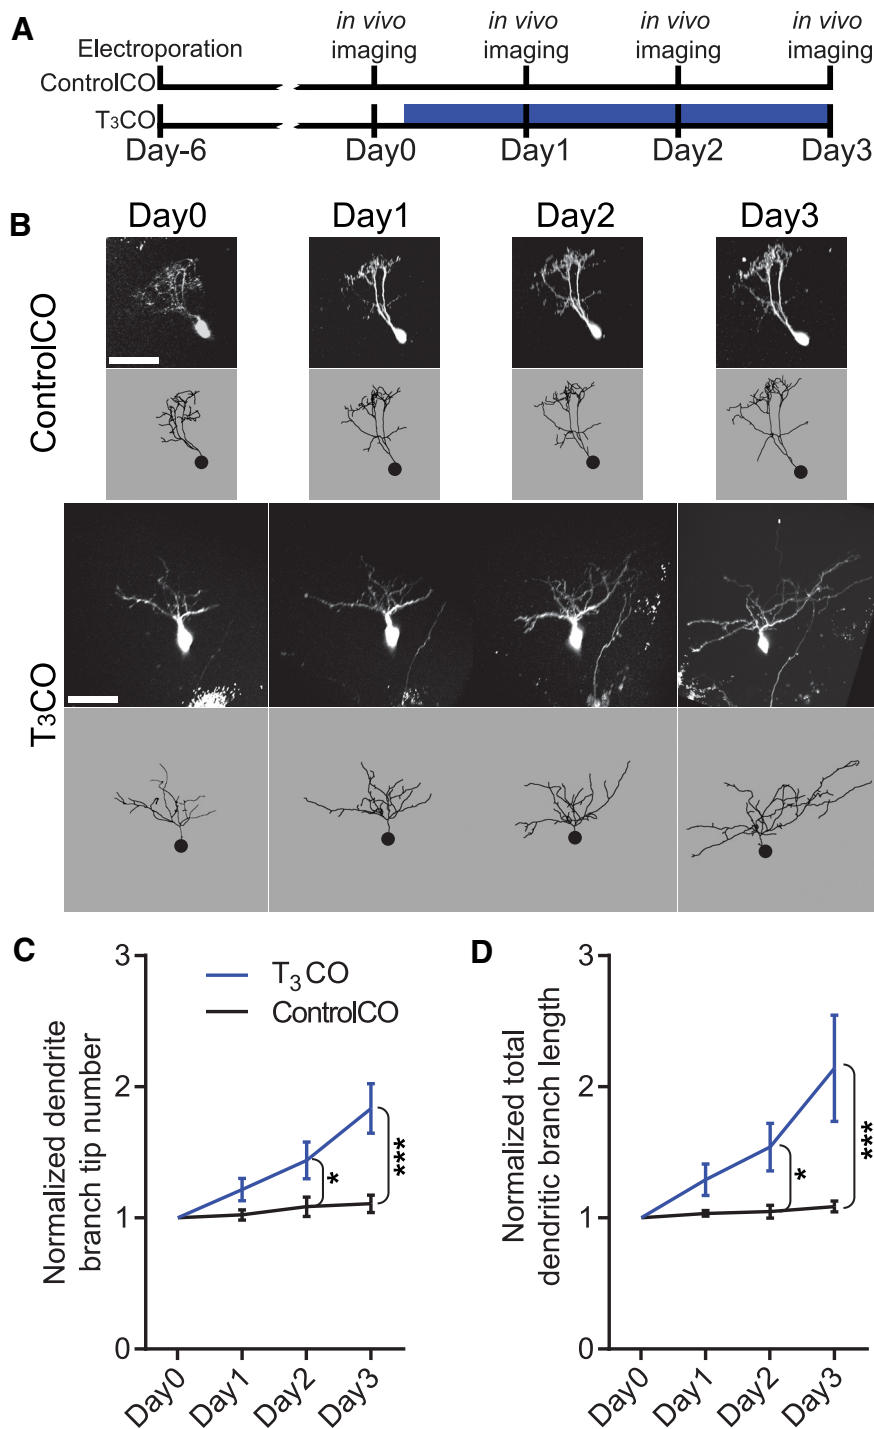 A
Electroporation
in vivo imaging
in vivo imaging
in vivo imaging
in vivo imaging
ControlCO
T3CO
Day-6
Day0
Day1
Day2
Day3
B
Day0
Day1
Day2
Day3
ControlCO
T3CO
C
Normalized dendrite
branch tip number
3
2
1
0
T3CO
ControlCO
*
***
Day0
Day1
Day2
Day3
D
Normalized total
dendritic branch length
3
2
1
0
*
***
Day0
Day1
Day2
Day3